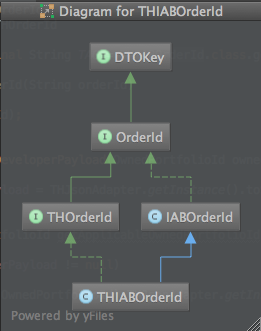 Diagram for THIABOrderId
I DTOKey
I OrderId
I THOrderId
C IABOrderId
C THIABOrderId
Powered by yFiles